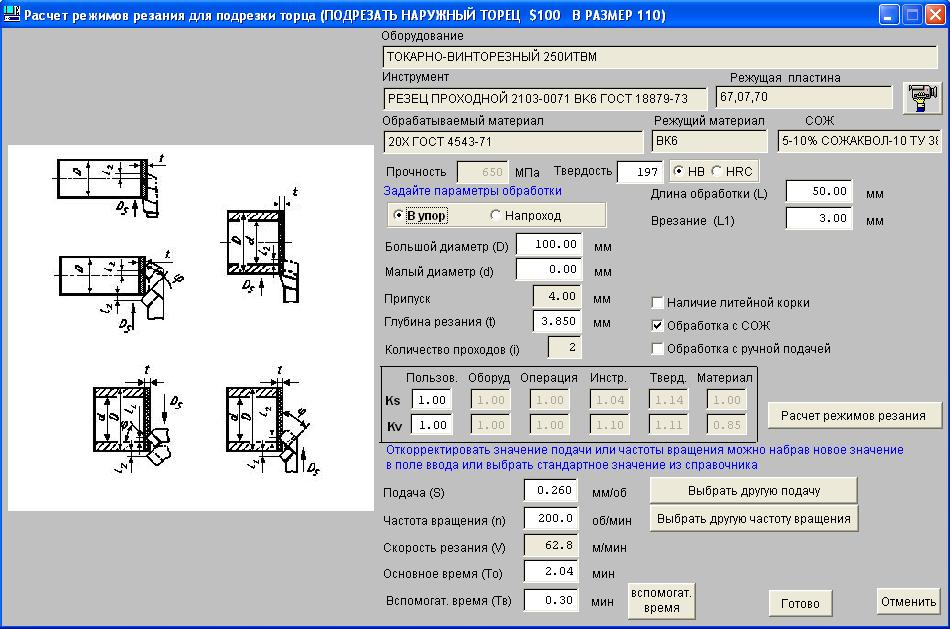 Расчет режимов резания для подрезки торца (ПОДРЕЗАТЬ НАРУЖНЫЙ ТОРЕЦ $100 В РАЗМЕР 110)
Оборудование
ТОКАРНО-ВИНТОРЕЗНЫЙ 250ИТВМ
Инструмент
Режущая пластина
РЕЗЕЦ ПРОХОДНОЙ 2103-0071 ВК6 ГОСТ 18879-73
67,07,70
Обрабатываемый материал
Режущий материал
СОЖ
20Х ГОСТ 4543-71
ВК6
5-10% СОЖАКВОЛ-10 ТУ 38
Прочность 650 МПа Твердость 197 HB HRC
Задайте параметры обработки
В упор Напроход
Длина обработки (L) 50.00 мм
Врезание (L1) 3.00 мм
Большой диаметр (D) 100.00 мм
Малый диаметр (d) 0.00 мм
Припуск 4.00 мм
Глубина резания (t) 3.850 мм
Количество проходов (i) 2
Наличие литейной корки
Обработка с СОЖ
Обработка с ручной подачей
Пользов. Оборуд Операция Инстр. Тверд. Материал
Ks 1.00 1.00 1.00 1.04 1.14 1.00
Kv 1.00 1.00 1.00 1.10 1.11 0.85
Расчет режимов резания
Откорректировать значение подачи или частоты вращения можно набрав новое значение
в поле ввода или выбрать стандартное значение из справочника
Подача (S) 0.260 мм/об
Выбрать другую подачу
Частота вращения (n) 200.0 об/мин
Выбрать другую частоту вращения
Скорость резания (V) 62.8 м/мин
Основное время (То) 2.04 мин
Вспомогат. время (Тв) 0.30 мин
вспомогат.
время
Готово
Отменить
t
D
l2
Ds
t
D
d
l2
Ds
t
D
l2
φ
Ds
t
d
D
φ
l2
Ds
t
d
D
φ
l2
Ds